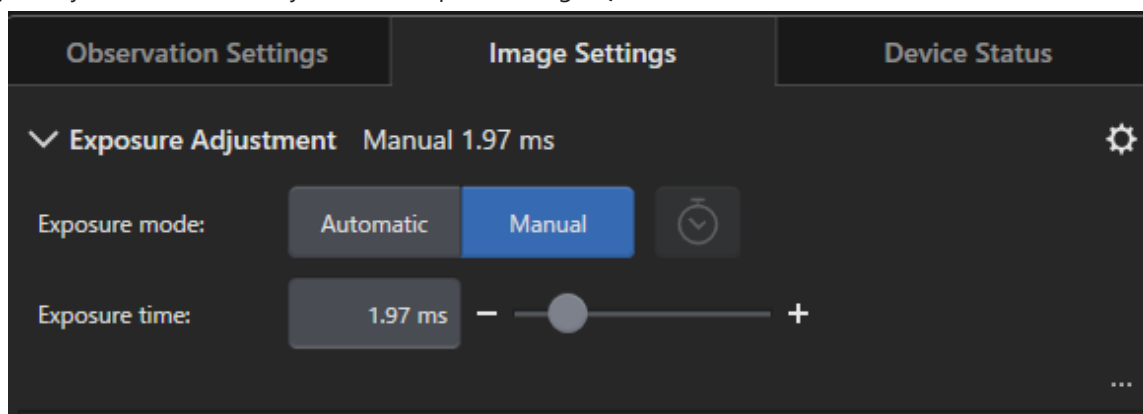 Observation Settings
Image Settings
Device Status
Exposure Adjustment Manual 1.97 ms
Exposure mode:
Automatic
Manual
Exposure time:
1.97 ms
− +
...